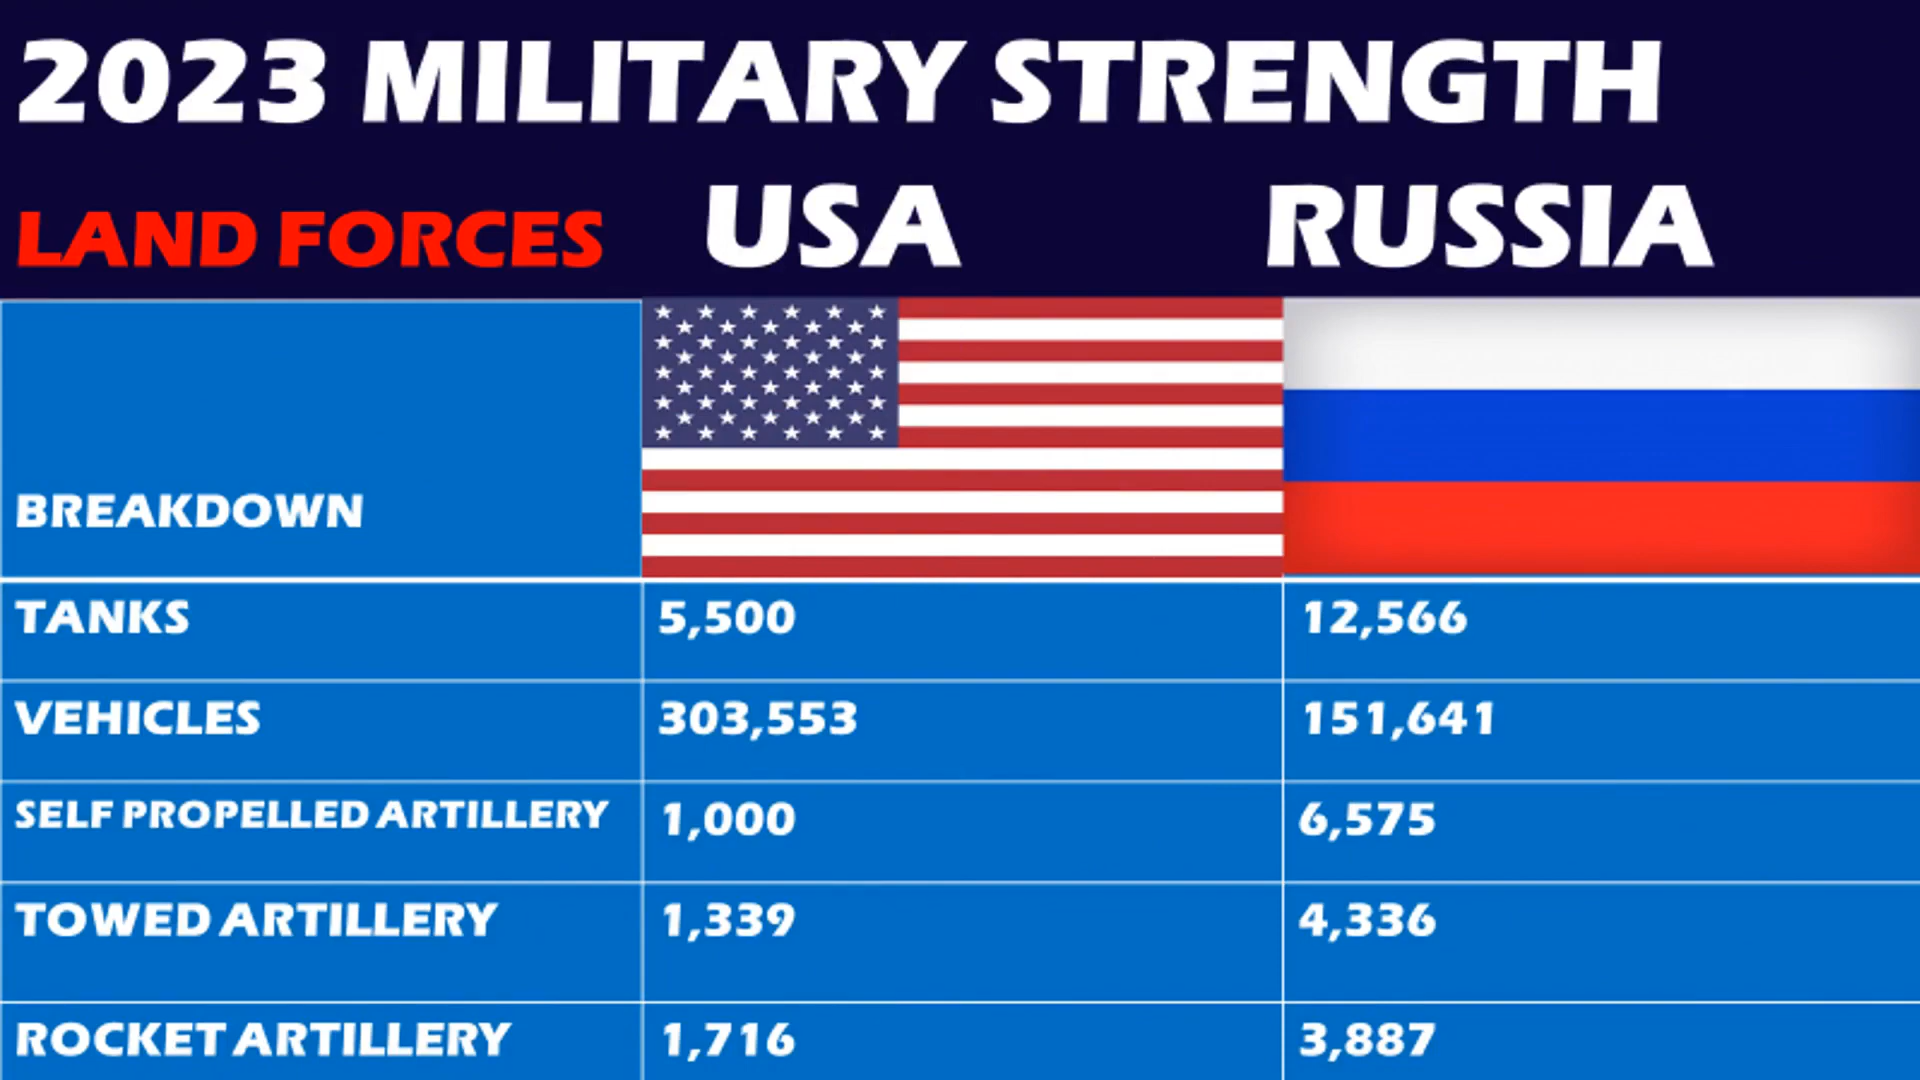 2023 MILITARY STRENGTH
LAND FORCES USA RUSSIA
BREAKDOWN
TANKS 5,500 12,566
VEHICLES 303,553 151,641
SELF PROPELLED ARTILLERY 1,000 6,575
TOWED ARTILLERY 1,339 4,336
ROCKET ARTILLERY 1,716 3,887